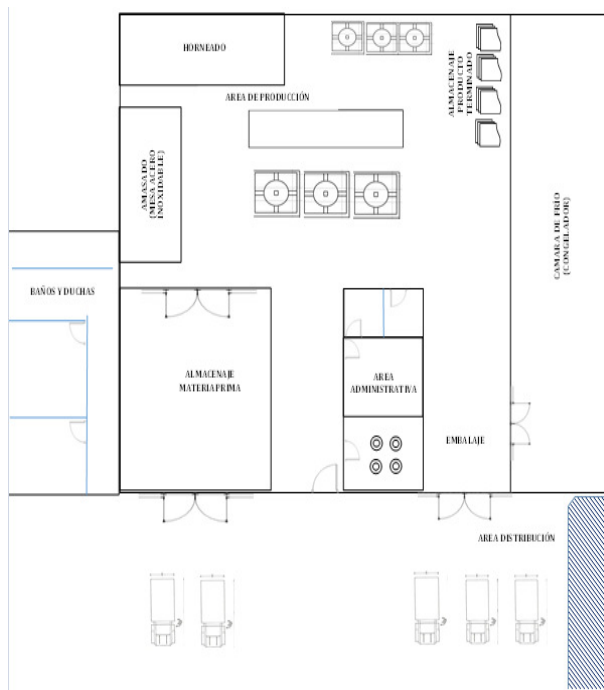 HORNEADO
AREA DE PRODUCCIÓN
ALMACENAJE
PRODUCTO
TERMINADO
AMASADO
(MESA ACERO
INOXIDABLE)
CAMARA DE FRÍO
(CONGELADOR)
BAÑOS Y DUCHAS
ALMACENAJE
MATERIA PRIMA
AREA
ADMINISTRATIVA
EMBALAJE
AREA DISTRIBUCIÓN